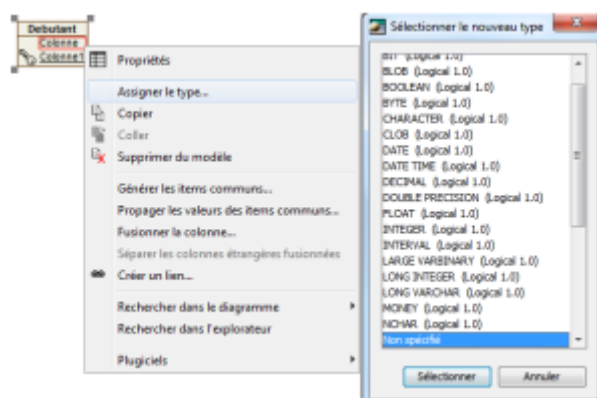 Debutant
Colonne
Colonne1
Propriétés
Assigner le type...
Copier
Coller
Supprimer du modèle
Générer les items communs...
Propager les valeurs des items communs...
Fusionner la colonne...
Séparer les colonnes étrangères fusionnées
Créer un lien...
Rechercher dans le diagramme
Rechercher dans l'explorateur
Plugiciels
Sélectionner le nouveau type
BIT (Logical 1.0)
BLOB (Logical 1.0)
BOOLEAN (Logical 1.0)
BYTE (Logical 1.0)
CHARACTER (Logical 1.0)
CLOB (Logical 1.0)
DATE (Logical 1.0)
DATE TIME (Logical 1.0)
DECIMAL (Logical 1.0)
DOUBLE PRECISION (Logical 1.0)
FLOAT (Logical 1.0)
INTEGER (Logical 1.0)
INTERVAL (Logical 1.0)
LARGE VARBINARY (Logical 1.0)
LONG INTEGER (Logical 1.0)
LONG VARCHAR (Logical 1.0)
MONEY (Logical 1.0)
NCHAR (Logical 1.0)
Non spécifié
Sélectionner
Annuler